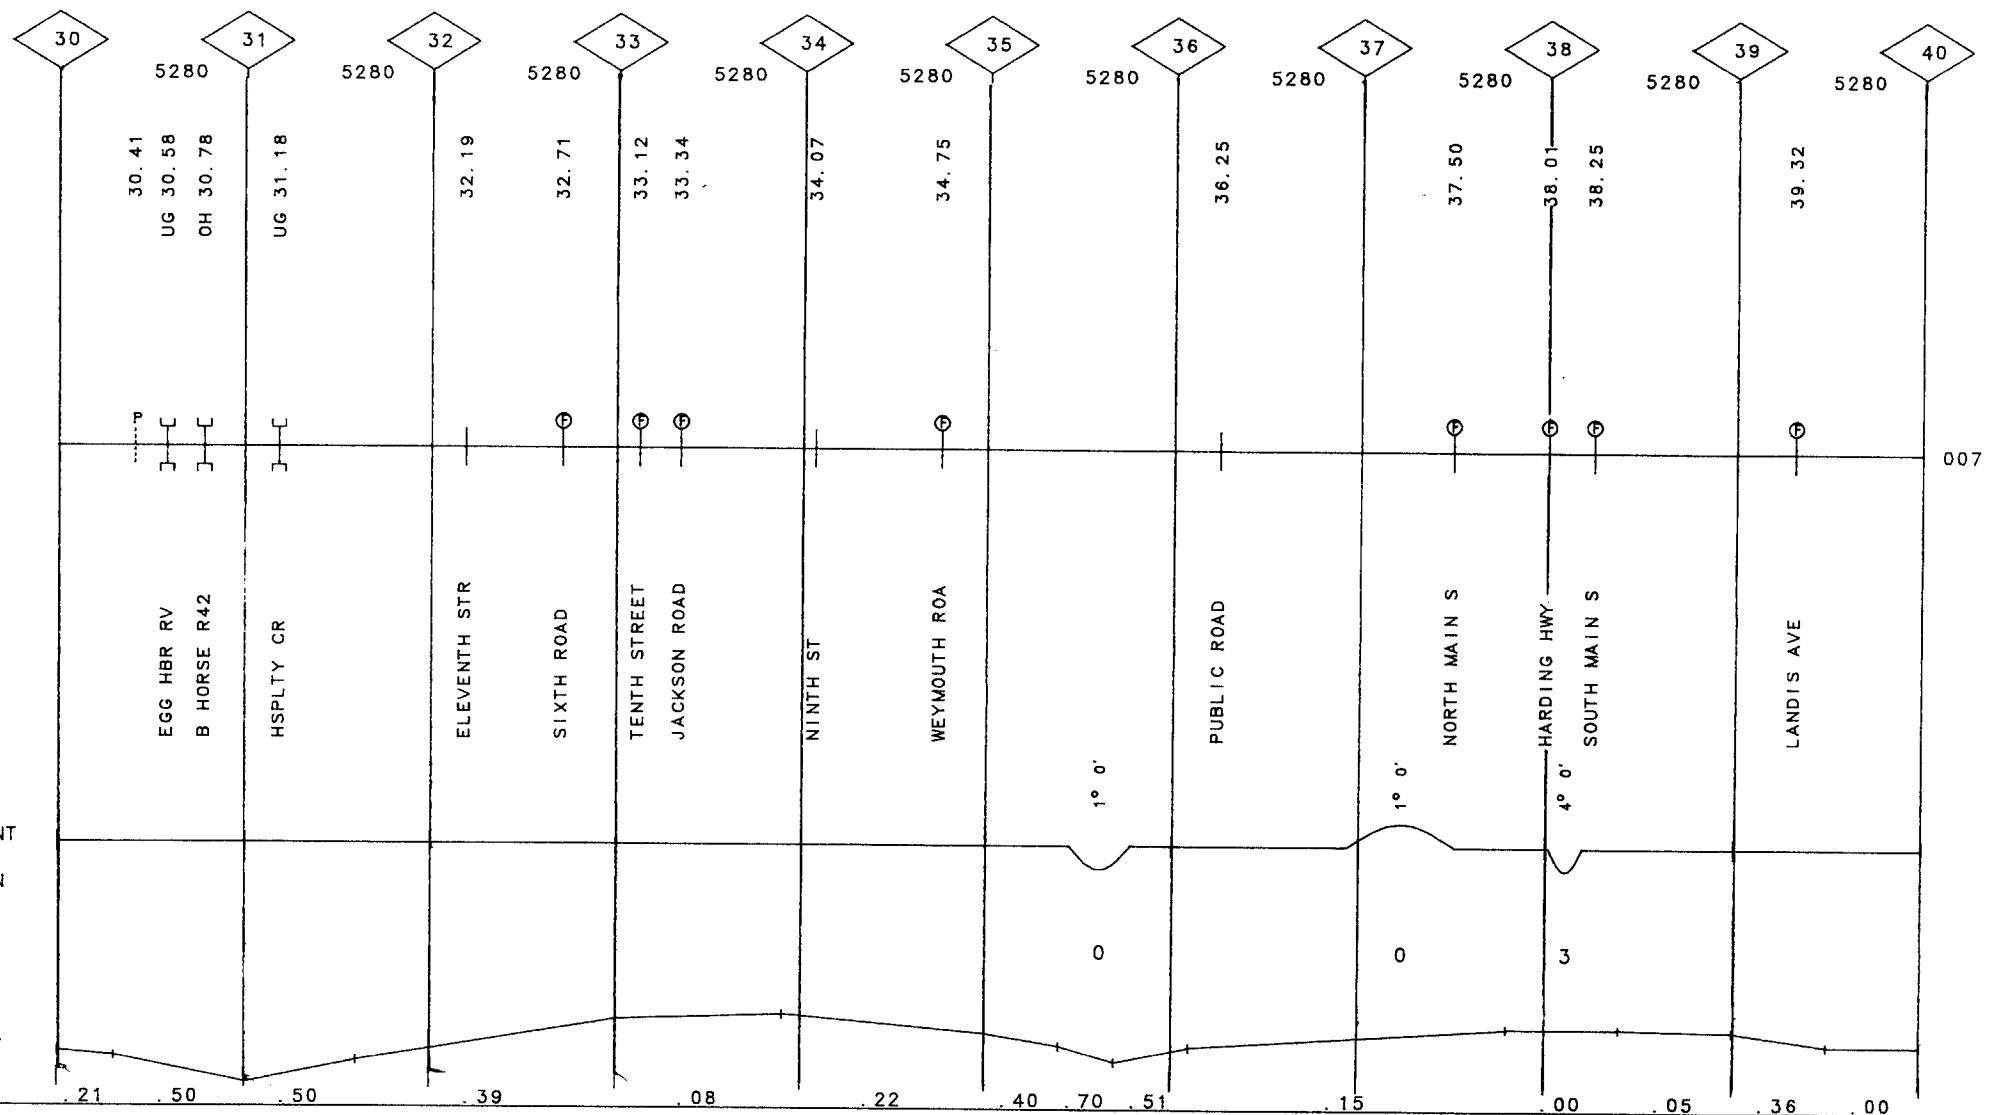 30 31 32 33 34 35 36 37 38 39 40
5280 5280 5280 5280 5280 5280 5280 5280 5280 5280
30.41
UG 30.58
OH 30.78
UG 31.18
32.19
32.71
33.12
33.34
34.07
34.75
36.25
37.50
38.01
38.25
39.32
P
F F F F F F F F
007
EGG HBR RV
B HORSE R42
HSPLTY CR
ELEVENTH STR
SIXTH ROAD
TENTH STREET
JACKSON ROAD
NINTH ST
WEYMOUTH ROA
PUBLIC ROAD
NORTH MAIN S
HARDING HWY
SOUTH MAIN S
LANDIS AVE
1° 0'
1° 0'
4° 0'
NT
N
0 0 3
.21 .50 .50 .39 .08 .22 .40 .70 .51 .15 .00 .05 .36 .00